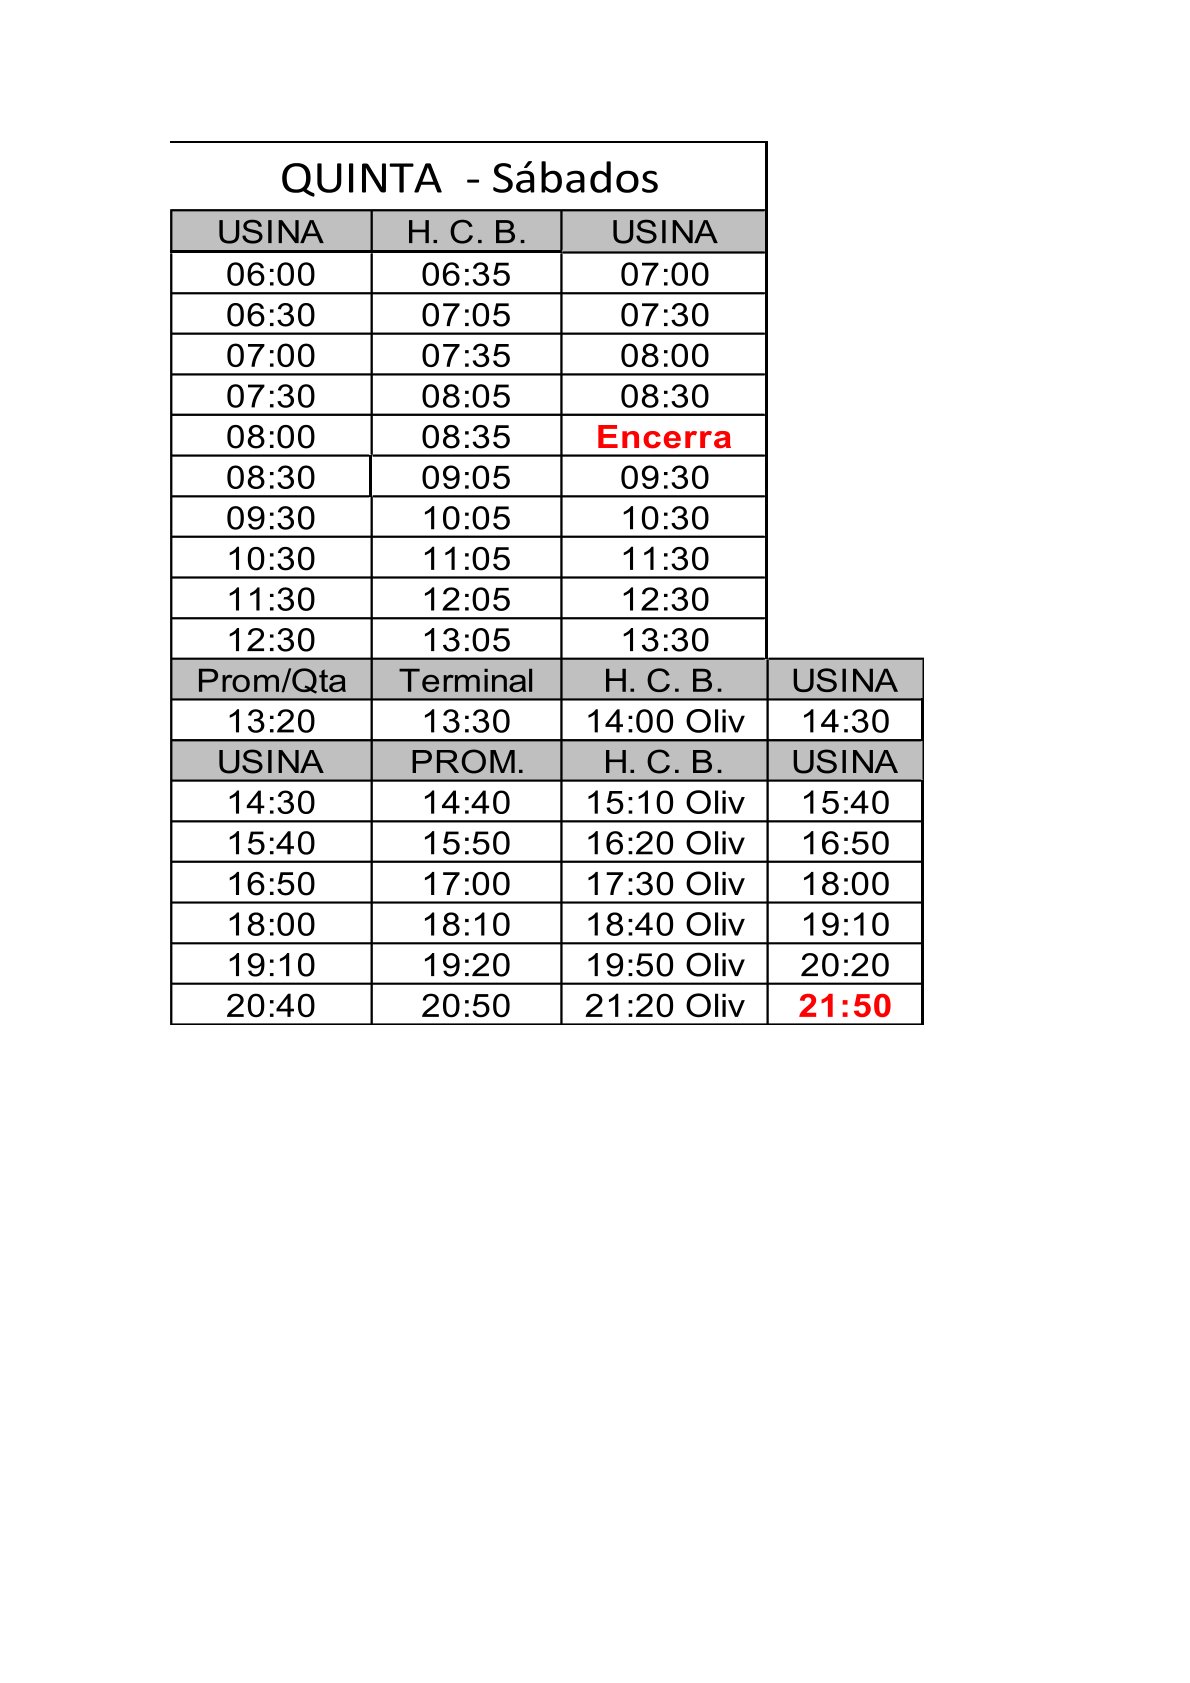 QUINTA - Sábados
USINA H. C. B. USINA
06:00 06:35 07:00
06:30 07:05 07:30
07:00 07:35 08:00
07:30 08:05 08:30
08:00 08:35 Encerra
08:30 09:05 09:30
09:30 10:05 10:30
10:30 11:05 11:30
11:30 12:05 12:30
12:30 13:05 13:30
Prom/Qta Terminal H. C. B. USINA
13:20 13:30 14:00 Oliv 14:30
USINA PROM. H. C. B. USINA
14:30 14:40 15:10 Oliv 15:40
15:40 15:50 16:20 Oliv 16:50
16:50 17:00 17:30 Oliv 18:00
18:00 18:10 18:40 Oliv 19:10
19:10 19:20 19:50 Oliv 20:20
20:40 20:50 21:20 Oliv 21:50